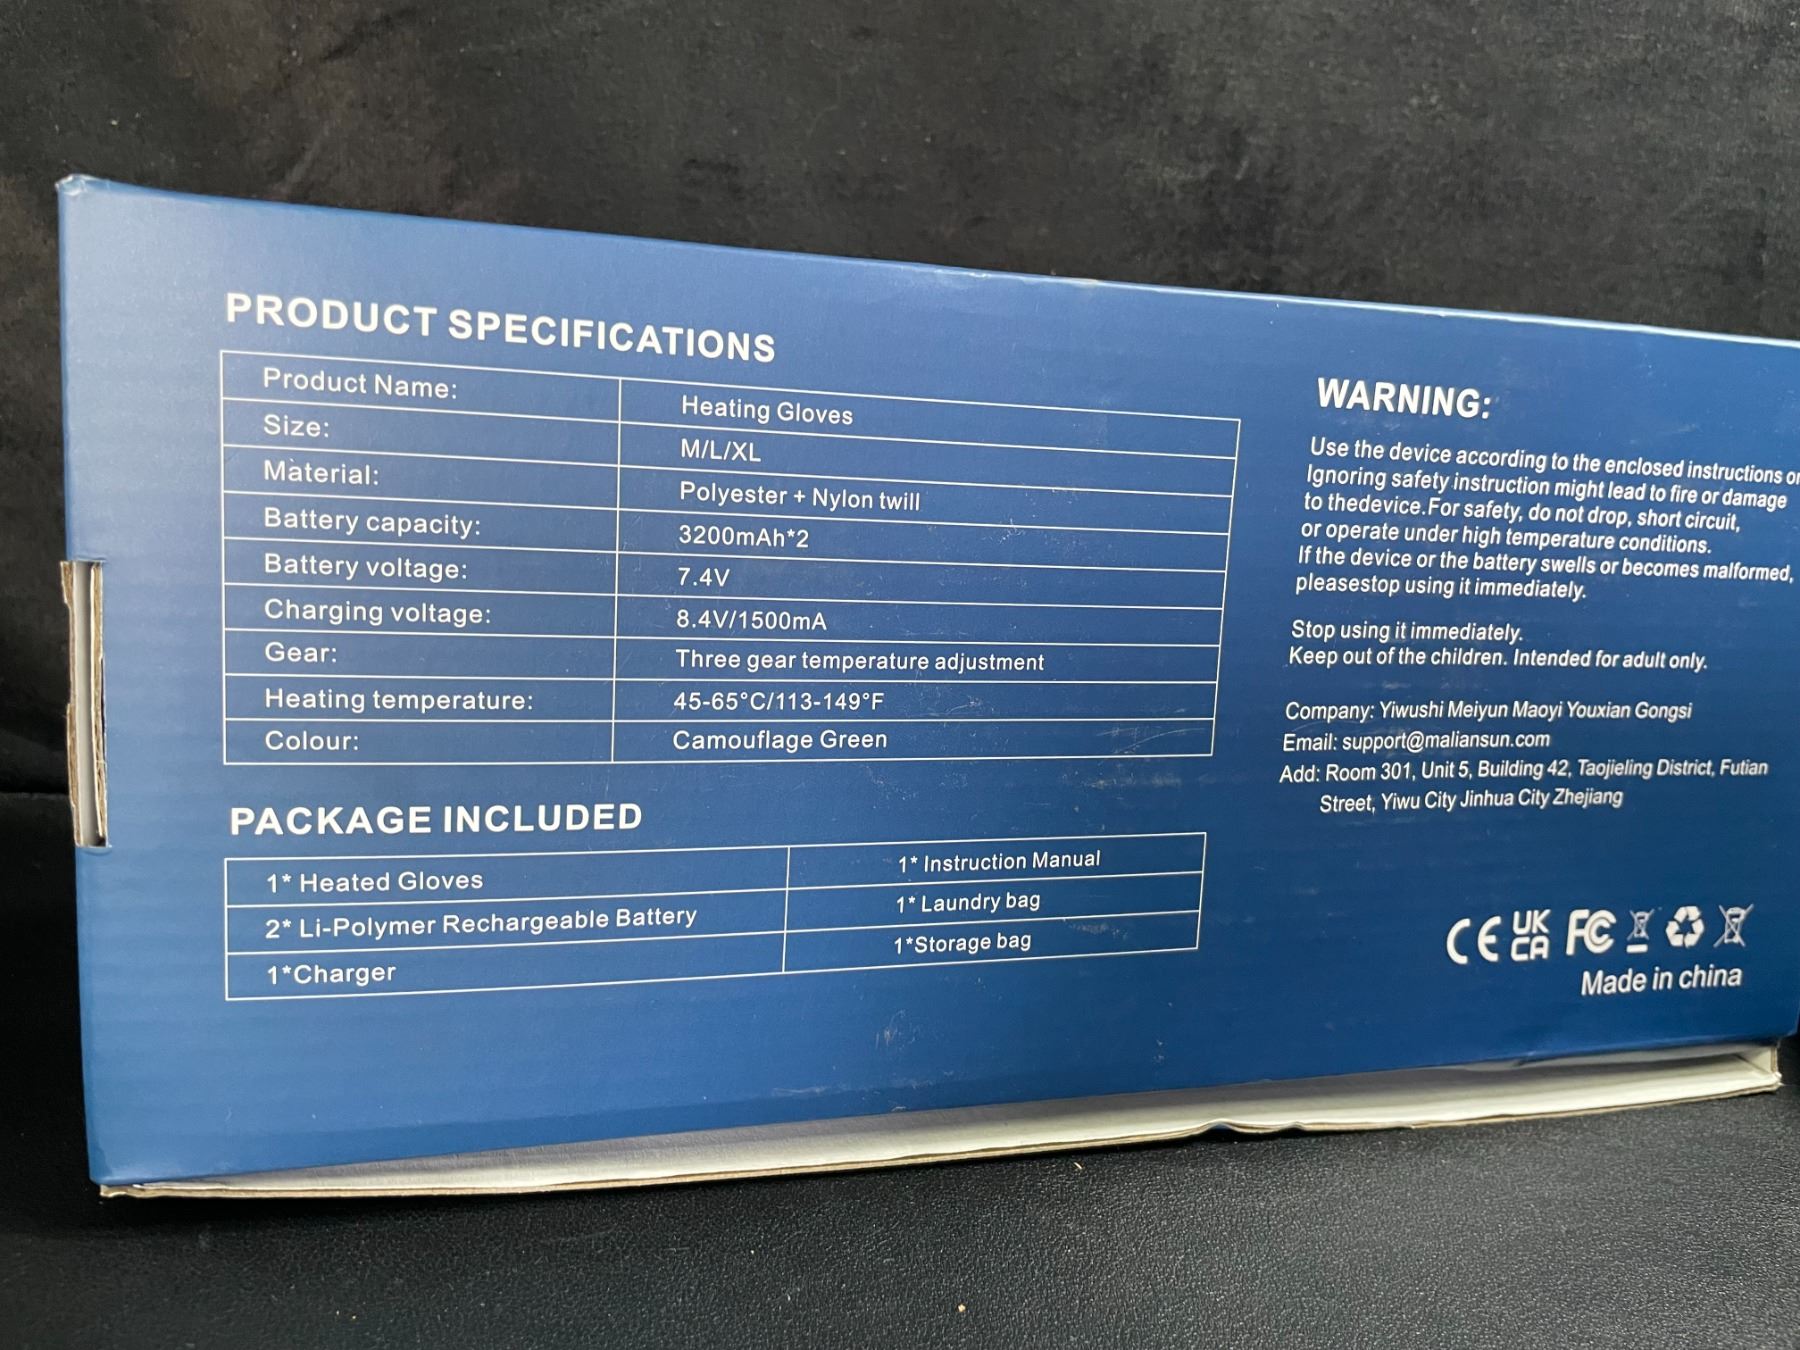 PRODUCT SPECIFICATIONS
Product Name: Heating Gloves
Size: M/L/XL
Material: Polyester + Nylon twill
Battery capacity: 3200mAh*2
Battery voltage: 7.4V
Charging voltage: 8.4V/1500mA
Gear: Three gear temperature adjustment
Heating temperature: 45-65°C/113-149°F
Colour: Camouflage Green
PACKAGE INCLUDED
1* Heated Gloves 1* Instruction Manual
2* Li-Polymer Rechargeable Battery 1* Laundry bag
1*Charger 1*Storage bag
WARNING:
Use the device according to the enclosed instructions
Ignoring safety instruction might lead to fire or damage
to thedevice.For safety, do not drop, short circuit,
or operate under high temperature conditions.
If the device or the battery swells or becomes malformed,
pleasestop using it immediately.
Stop using it immediately.
Keep out of the children. Intended for adult only.
Company: Yiwushi Meiyun Maoyi Youxian Gongsi
Email: support@maliansun.com
Add: Room 301, Unit 5, Building 42, Taojieling District, Futian
Street, Yiwu City Jinhua City Zhejiang
CE UK CA FC
Made in china